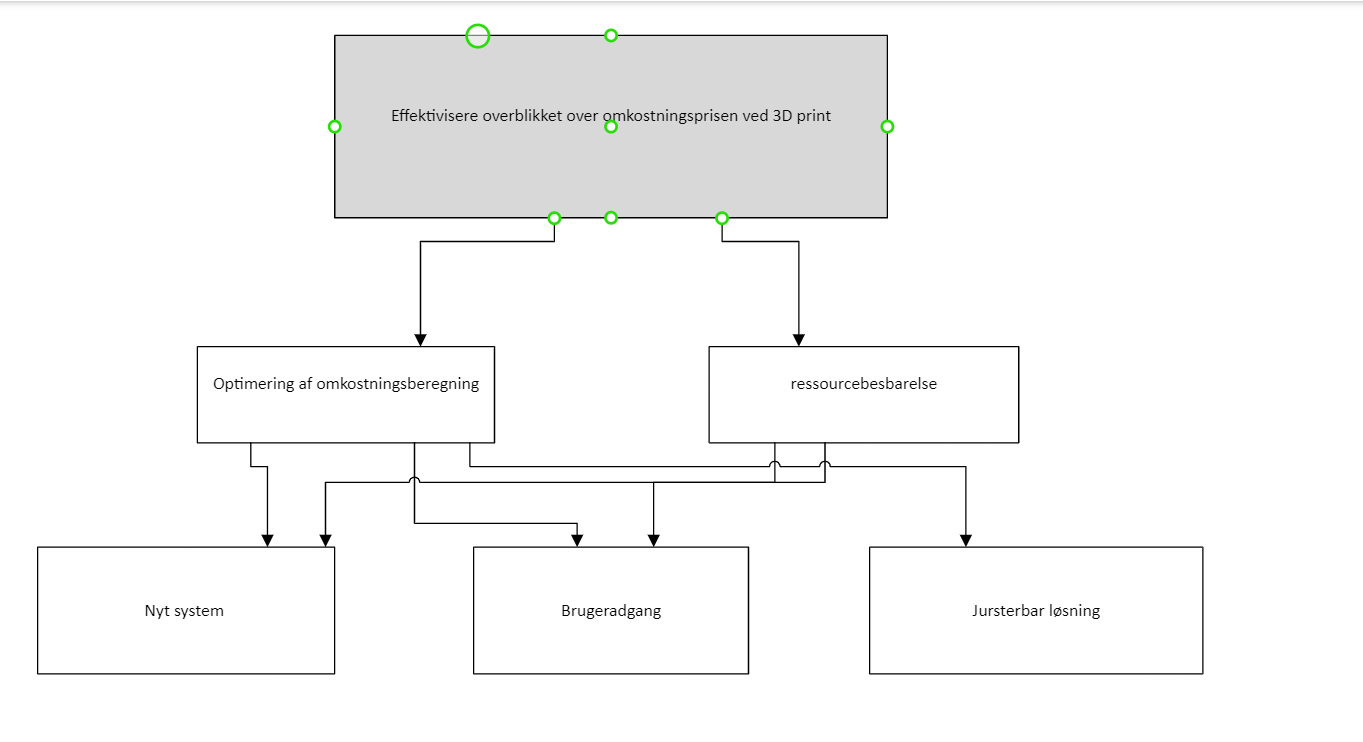 Effektivisere overblikket over omkostningsprisen ved 3D print
Optimering af omkostningsberegning
ressourcebesbarelse
Nyt system
Brugeradgang
Jursterbar løsning